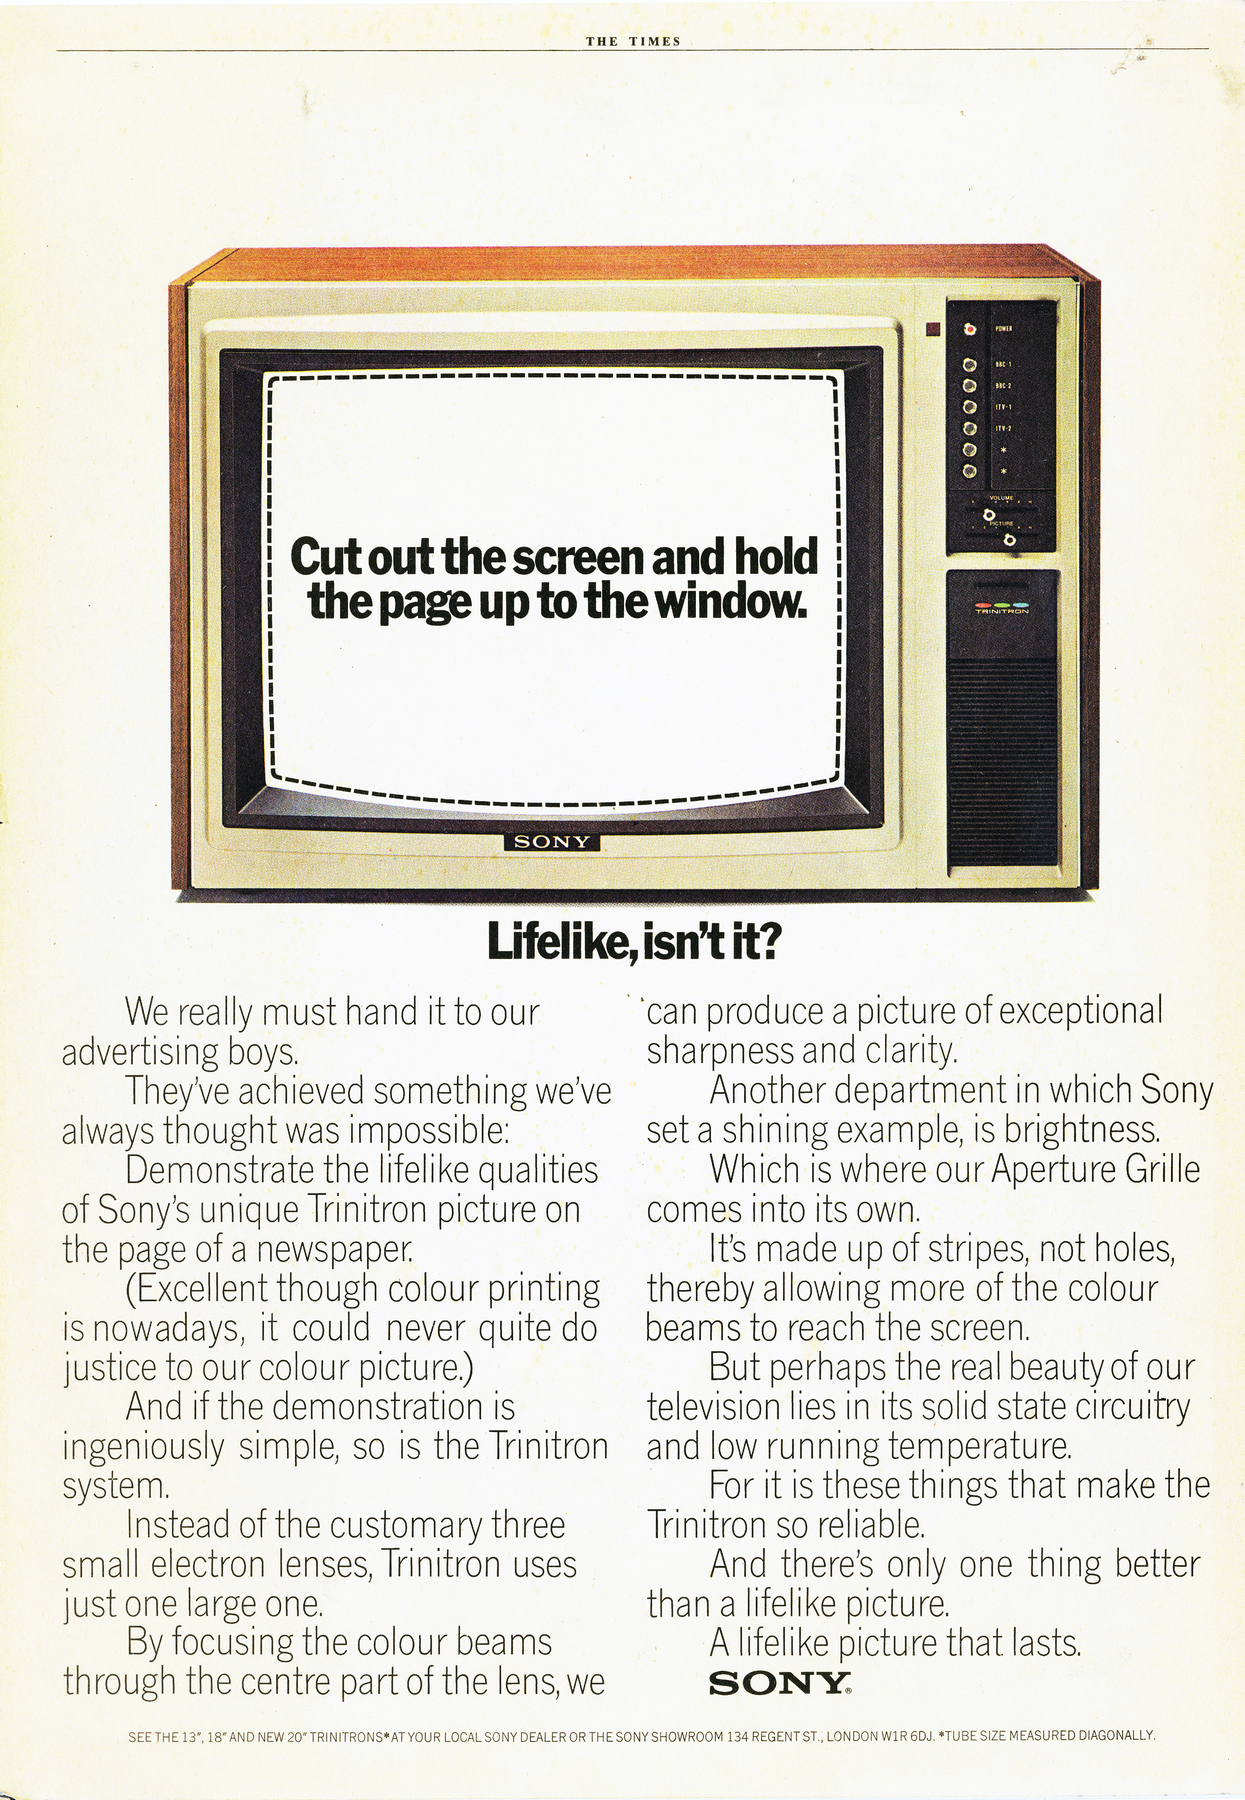 THE TIMES
POWER
BBC-1
BBC-2
ITV-1
ITV-2
*
*
VOLUME
PICTURE
TRINITRON
Cut out the screen and hold
the page up to the window.
SONY
Lifelike, isn't it?
We really must hand it to our
advertising boys.
They've achieved something we've
always thought was impossible:
Demonstrate the lifelike qualities
of Sony's unique Trinitron picture on
the page of a newspaper.
(Excellent though colour printing
is nowadays, it could never quite do
justice to our colour picture.)
And if the demonstration is
ingeniously simple, so is the Trinitron
system.
Instead of the customary three
small electron lenses, Trinitron uses
just one large one.
By focusing the colour beams
through the centre part of the lens, we
can produce a picture of exceptional
sharpness and clarity.
Another department in which Sony
set a shining example, is brightness.
Which is where our Aperture Grille
comes into its own.
It's made up of stripes, not holes,
thereby allowing more of the colour
beams to reach the screen.
But perhaps the real beauty of our
television lies in its solid state circuitry
and low running temperature.
For it is these things that make the
Trinitron so reliable.
And there's only one thing better
than a lifelike picture.
A lifelike picture that lasts.
SONY®
SEE THE 13", 18" AND NEW 20" TRINITRONS* AT YOUR LOCAL SONY DEALER OR THE SONY SHOWROOM 134 REGENT ST., LONDON W1R 6DJ. *TUBE SIZE MEASURED DIAGONALLY.